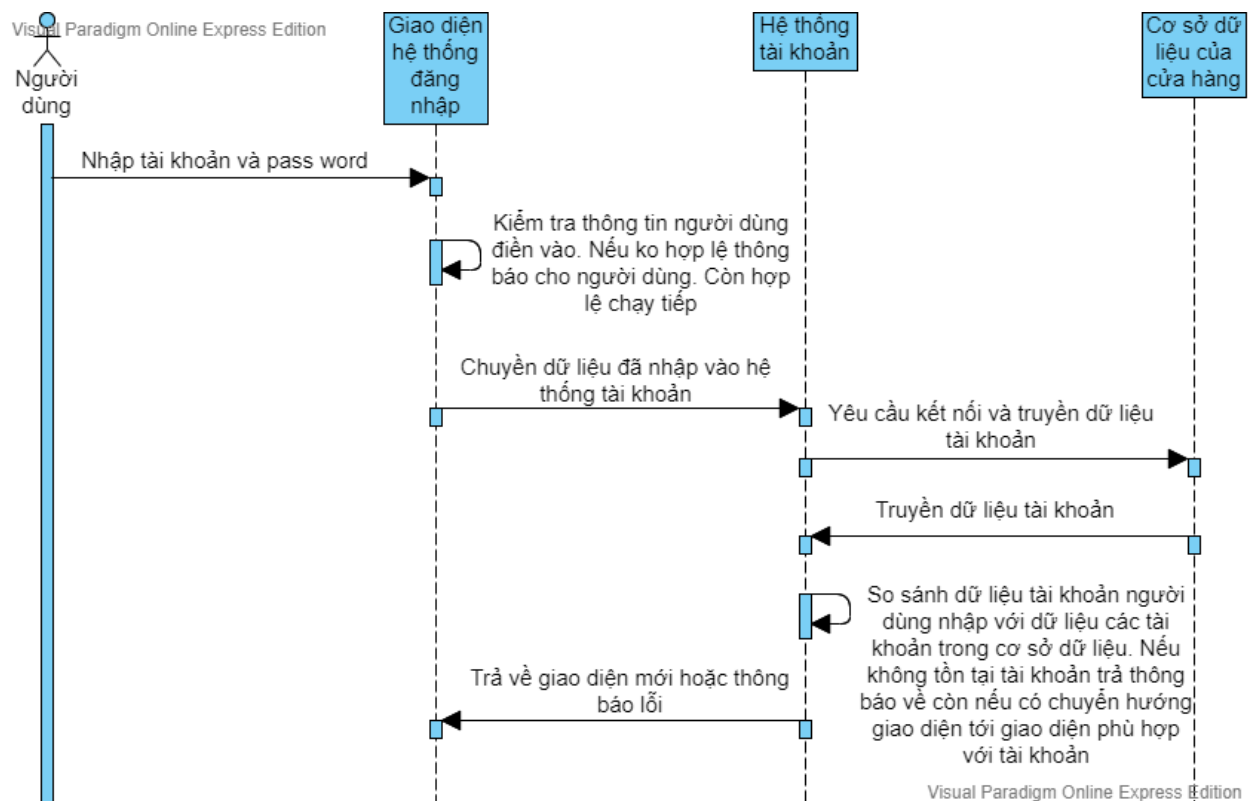 Visual Paradigm Online Express Edition
Người
dùng
Giao diện
hệ thống
đăng
nhập
Hệ thống
tài khoản
Cơ sở dữ
liệu của
cửa hàng
Nhập tài khoản và pass word
Kiểm tra thông tin người dùng
điền vào. Nếu ko hợp lệ thông
báo cho người dùng. Còn hợp
lệ chạy tiếp
Chuyền dữ liệu đã nhập vào hệ
thống tài khoản
Yêu cầu kết nối và truyền dữ liệu
tài khoản
Truyền dữ liệu tài khoản
So sánh dữ liệu tài khoản người
dùng nhập với dữ liệu các tài
khoản trong cơ sở dữ liệu. Nếu
không tồn tại tài khoản trả thông
báo về còn nếu có chuyển hướng
giao diện tới giao diện phù hợp
với tài khoản
Trả về giao diện mới hoặc thông
báo lỗi
Visual Paradigm Online Express Edition